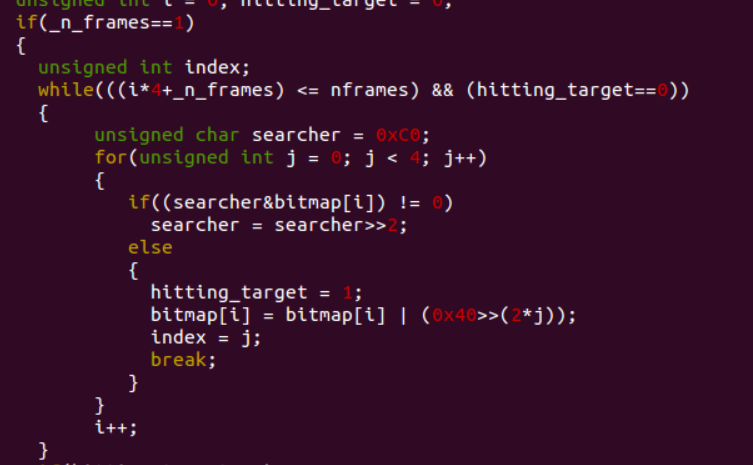 unsigned int i = 0, hitting_target = 0;
if(_n_frames==1)
{
unsigned int index;
while(((i*4+_n_frames) <= nframes) && (hitting_target==0))
{
unsigned char searcher = 0xC0;
for(unsigned int j = 0; j < 4; j++)
{
if((searcher&bitmap[i]) != 0)
searcher = searcher>>2;
else
{
hitting_target = 1;
bitmap[i] = bitmap[i] | (0x40>>(2*j));
index = j;
break;
}
}
i++;
}